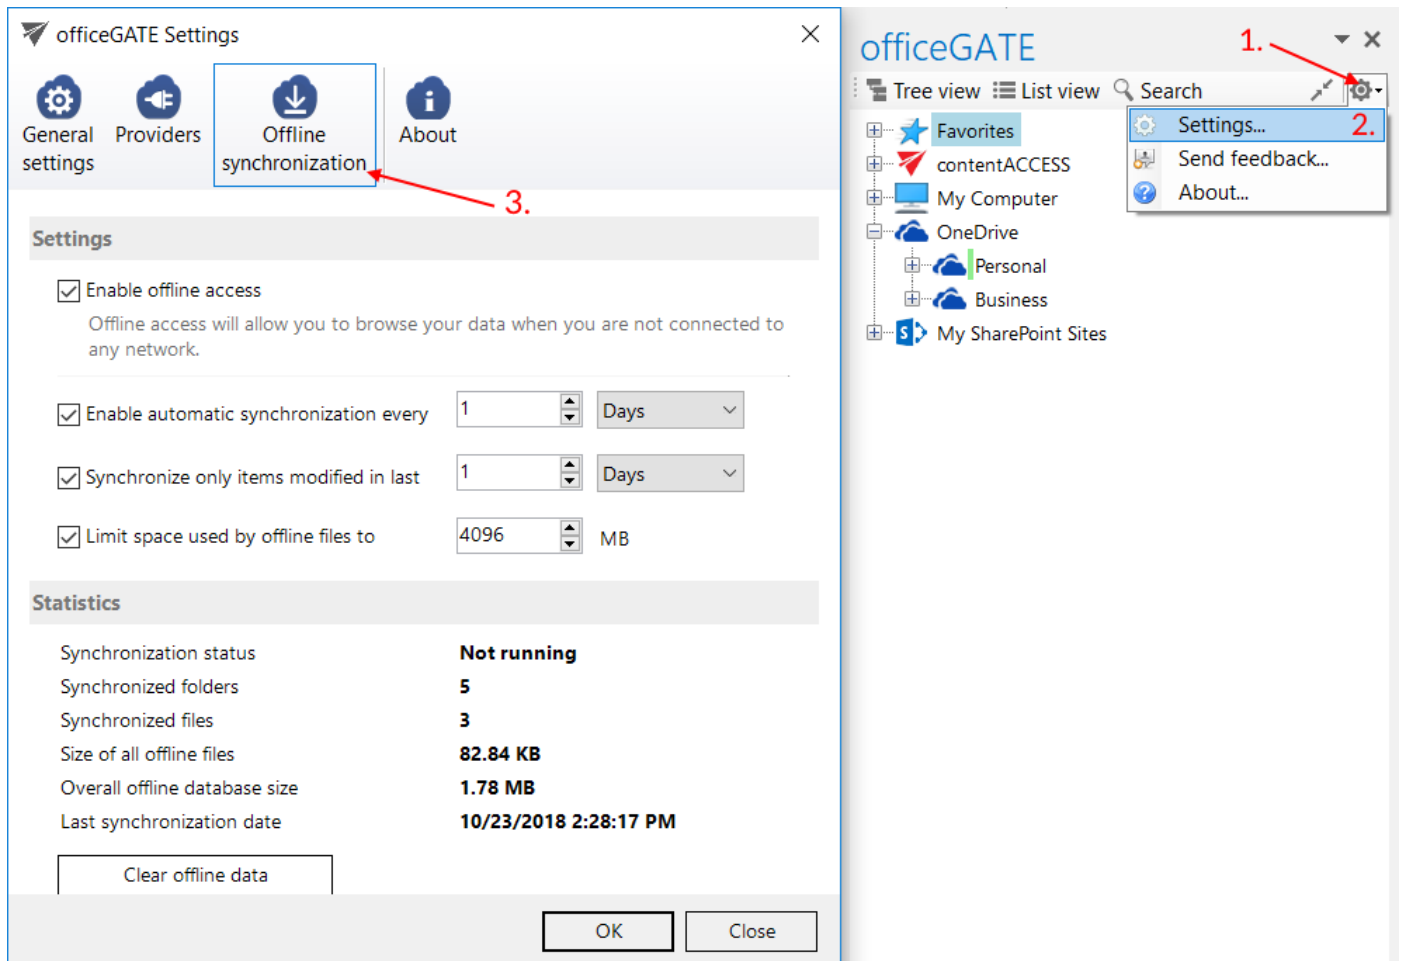 officeGATE Settings
General
settings
Providers
Offline
synchronization
About
3.
Settings
Enable offline access
Offline access will allow you to browse your data when you are not connected to
any network.
Enable automatic synchronization every 1 Days
Synchronize only items modified in last 1 Days
Limit space used by offline files to 4096 MB
Statistics
Synchronization status Not running
Synchronized folders 5
Synchronized files 3
Size of all offline files 82.84 KB
Overall offline database size 1.78 MB
Last synchronization date 10/23/2018 2:28:17 PM
Clear offline data
OK Close
officeGATE
1.
Tree view List view Search
Settings... 2.
Send feedback...
About...
Favorites
contentACCESS
My Computer
OneDrive
Personal
Business
S
My SharePoint Sites